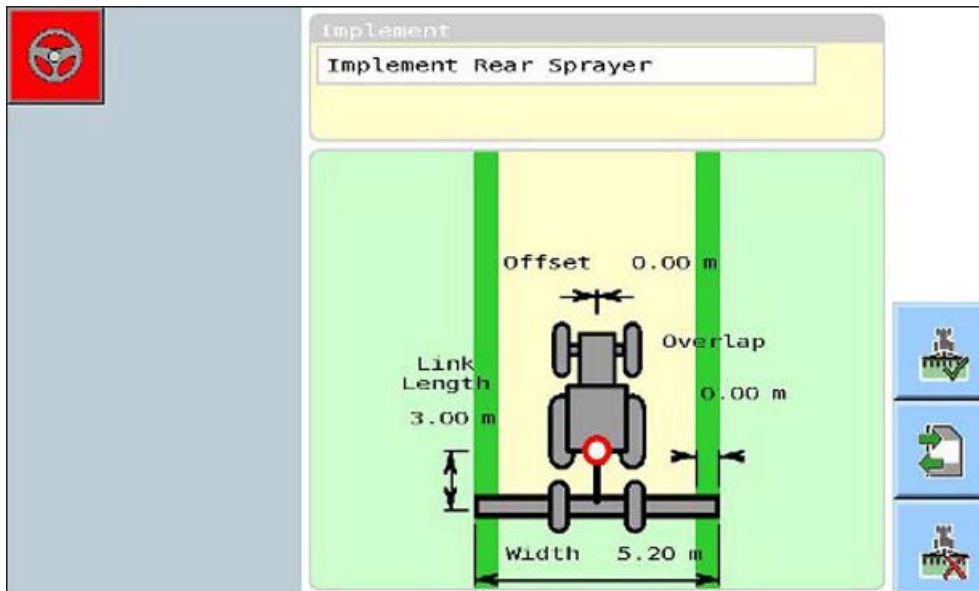 Implement
Implement Rear Sprayer
Offset 0.00 m
Overlap
0.00 m
Link
Length
3.00 m
Width 5.20 m